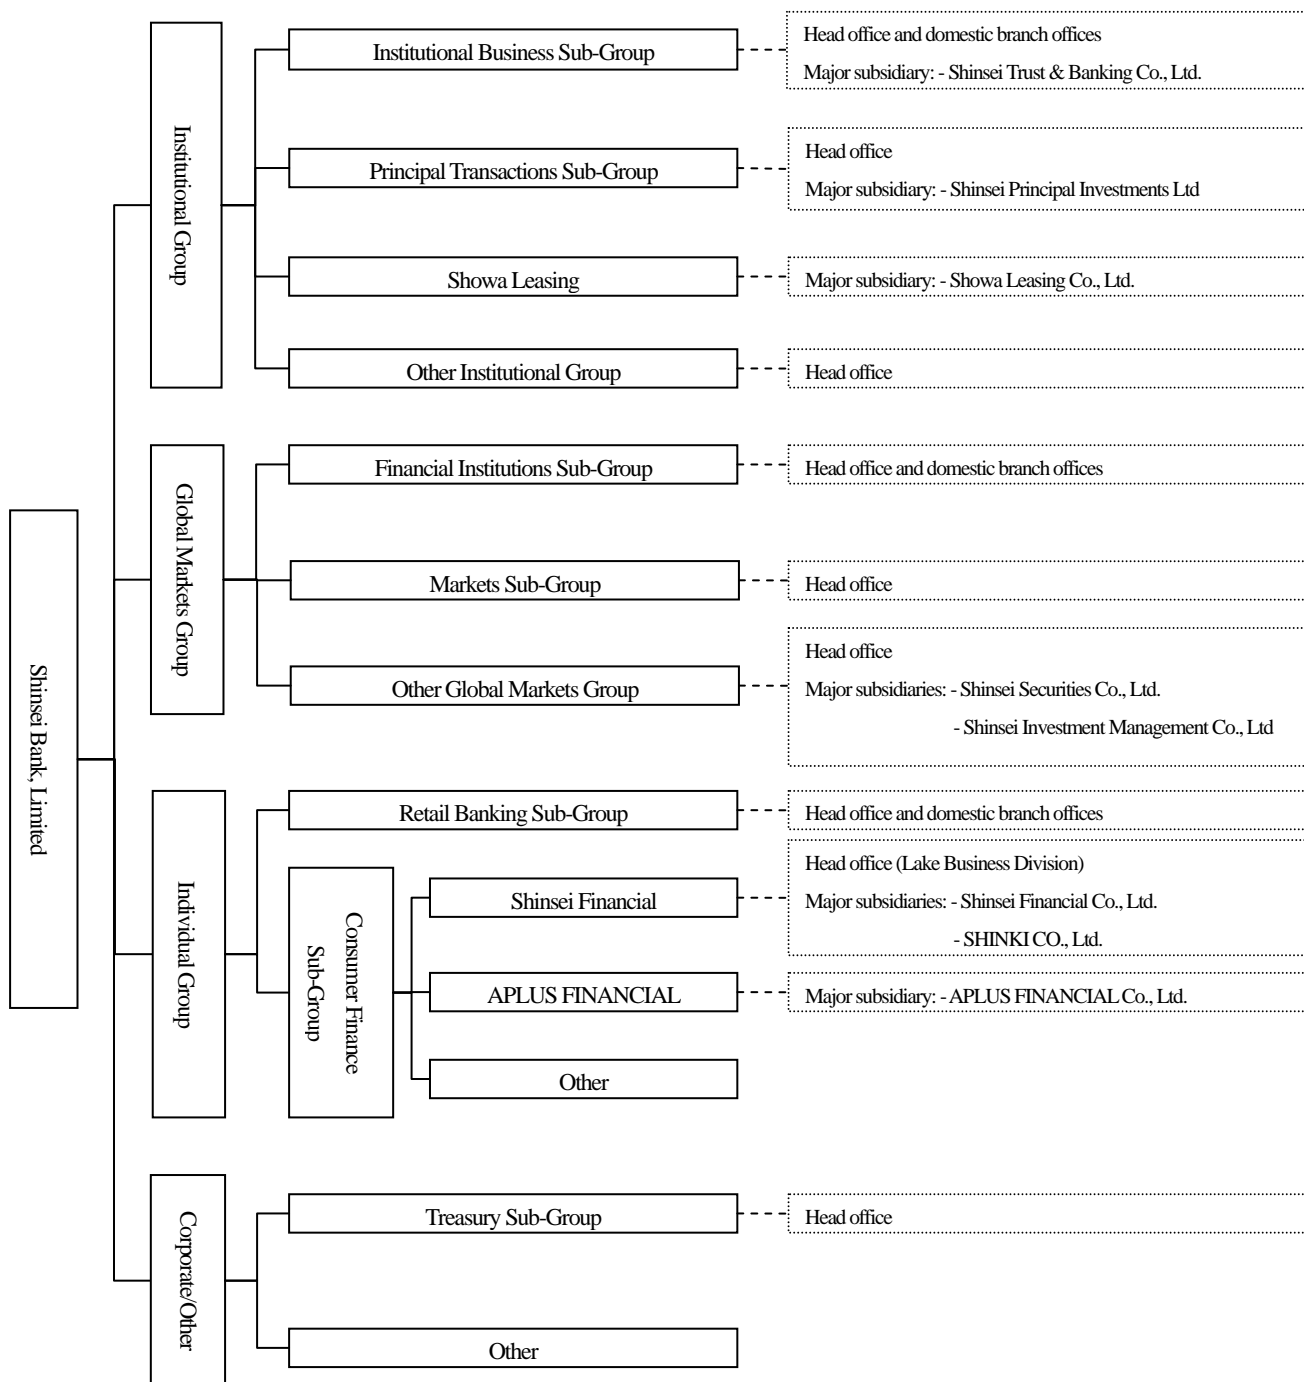 Shinsei Bank, Limited
Institutional Group
Institutional Business Sub-Group
Head office and domestic branch offices
Major subsidiary: - Shinsei Trust & Banking Co., Ltd.
Principal Transactions Sub-Group
Head office
Major subsidiary: - Shinsei Principal Investments Ltd
Showa Leasing
Major subsidiary: - Showa Leasing Co., Ltd.
Other Institutional Group
Head office
Global Markets Group
Financial Institutions Sub-Group
Head office and domestic branch offices
Markets Sub-Group
Head office
Other Global Markets Group
Head office
Major subsidiaries: - Shinsei Securities Co., Ltd.
- Shinsei Investment Management Co., Ltd
Individual Group
Retail Banking Sub-Group
Head office and domestic branch offices
Consumer Finance
Sub-Group
Shinsei Financial
Head office (Lake Business Division)
Major subsidiaries: - Shinsei Financial Co., Ltd.
- SHINKI CO., Ltd.
APLUS FINANCIAL
Major subsidiary: - APLUS FINANCIAL Co., Ltd.
Other
Corporate/Other
Treasury Sub-Group
Head office
Other